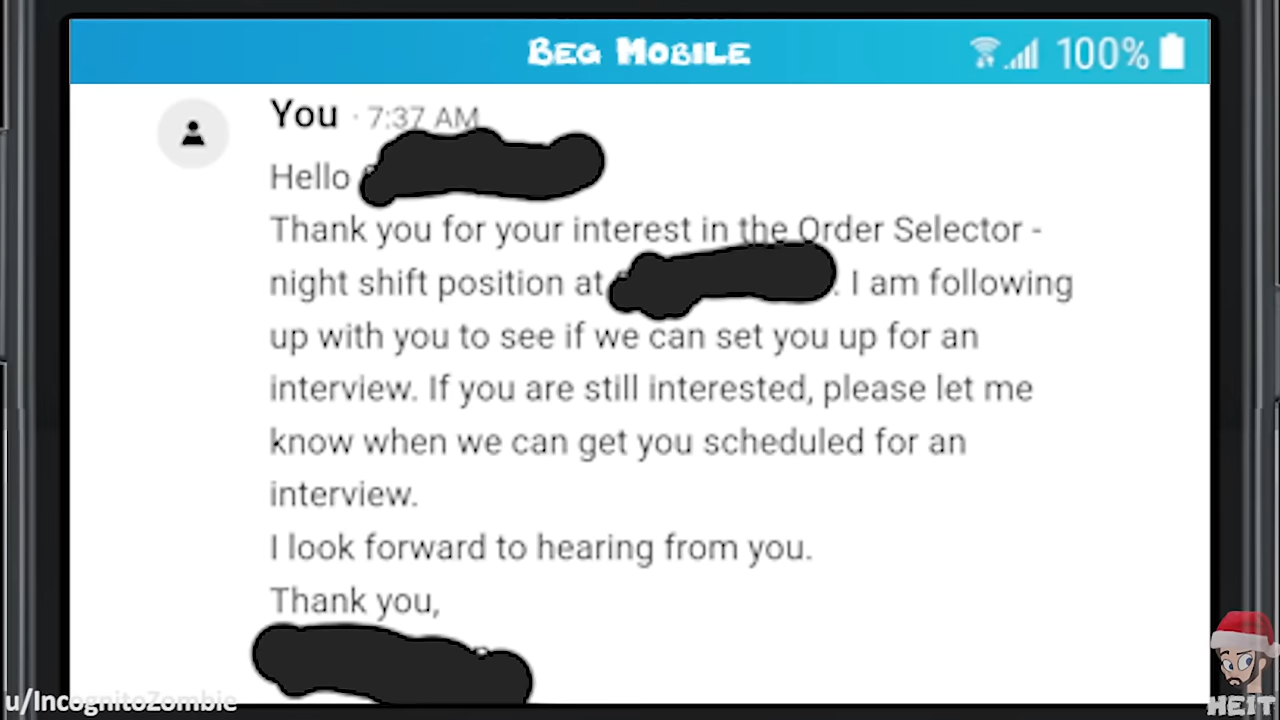 Beg Mobile
100%
You · 7:37 AM
Hello
Thank you for your interest in the Order Selector -
night shift position at . I am following
up with you to see if we can set you up for an
interview. If you are still interested, please let me
know when we can get you scheduled for an
interview.
I look forward to hearing from you.
Thank you,
u/IncognitoZombie
HEIT